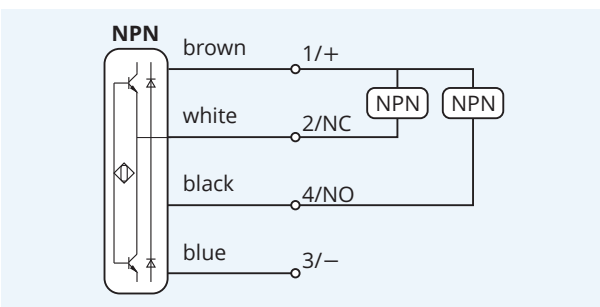 NPN
brown 1/+
NPN NPN
white 2/NC
black 4/NO
blue 3/−